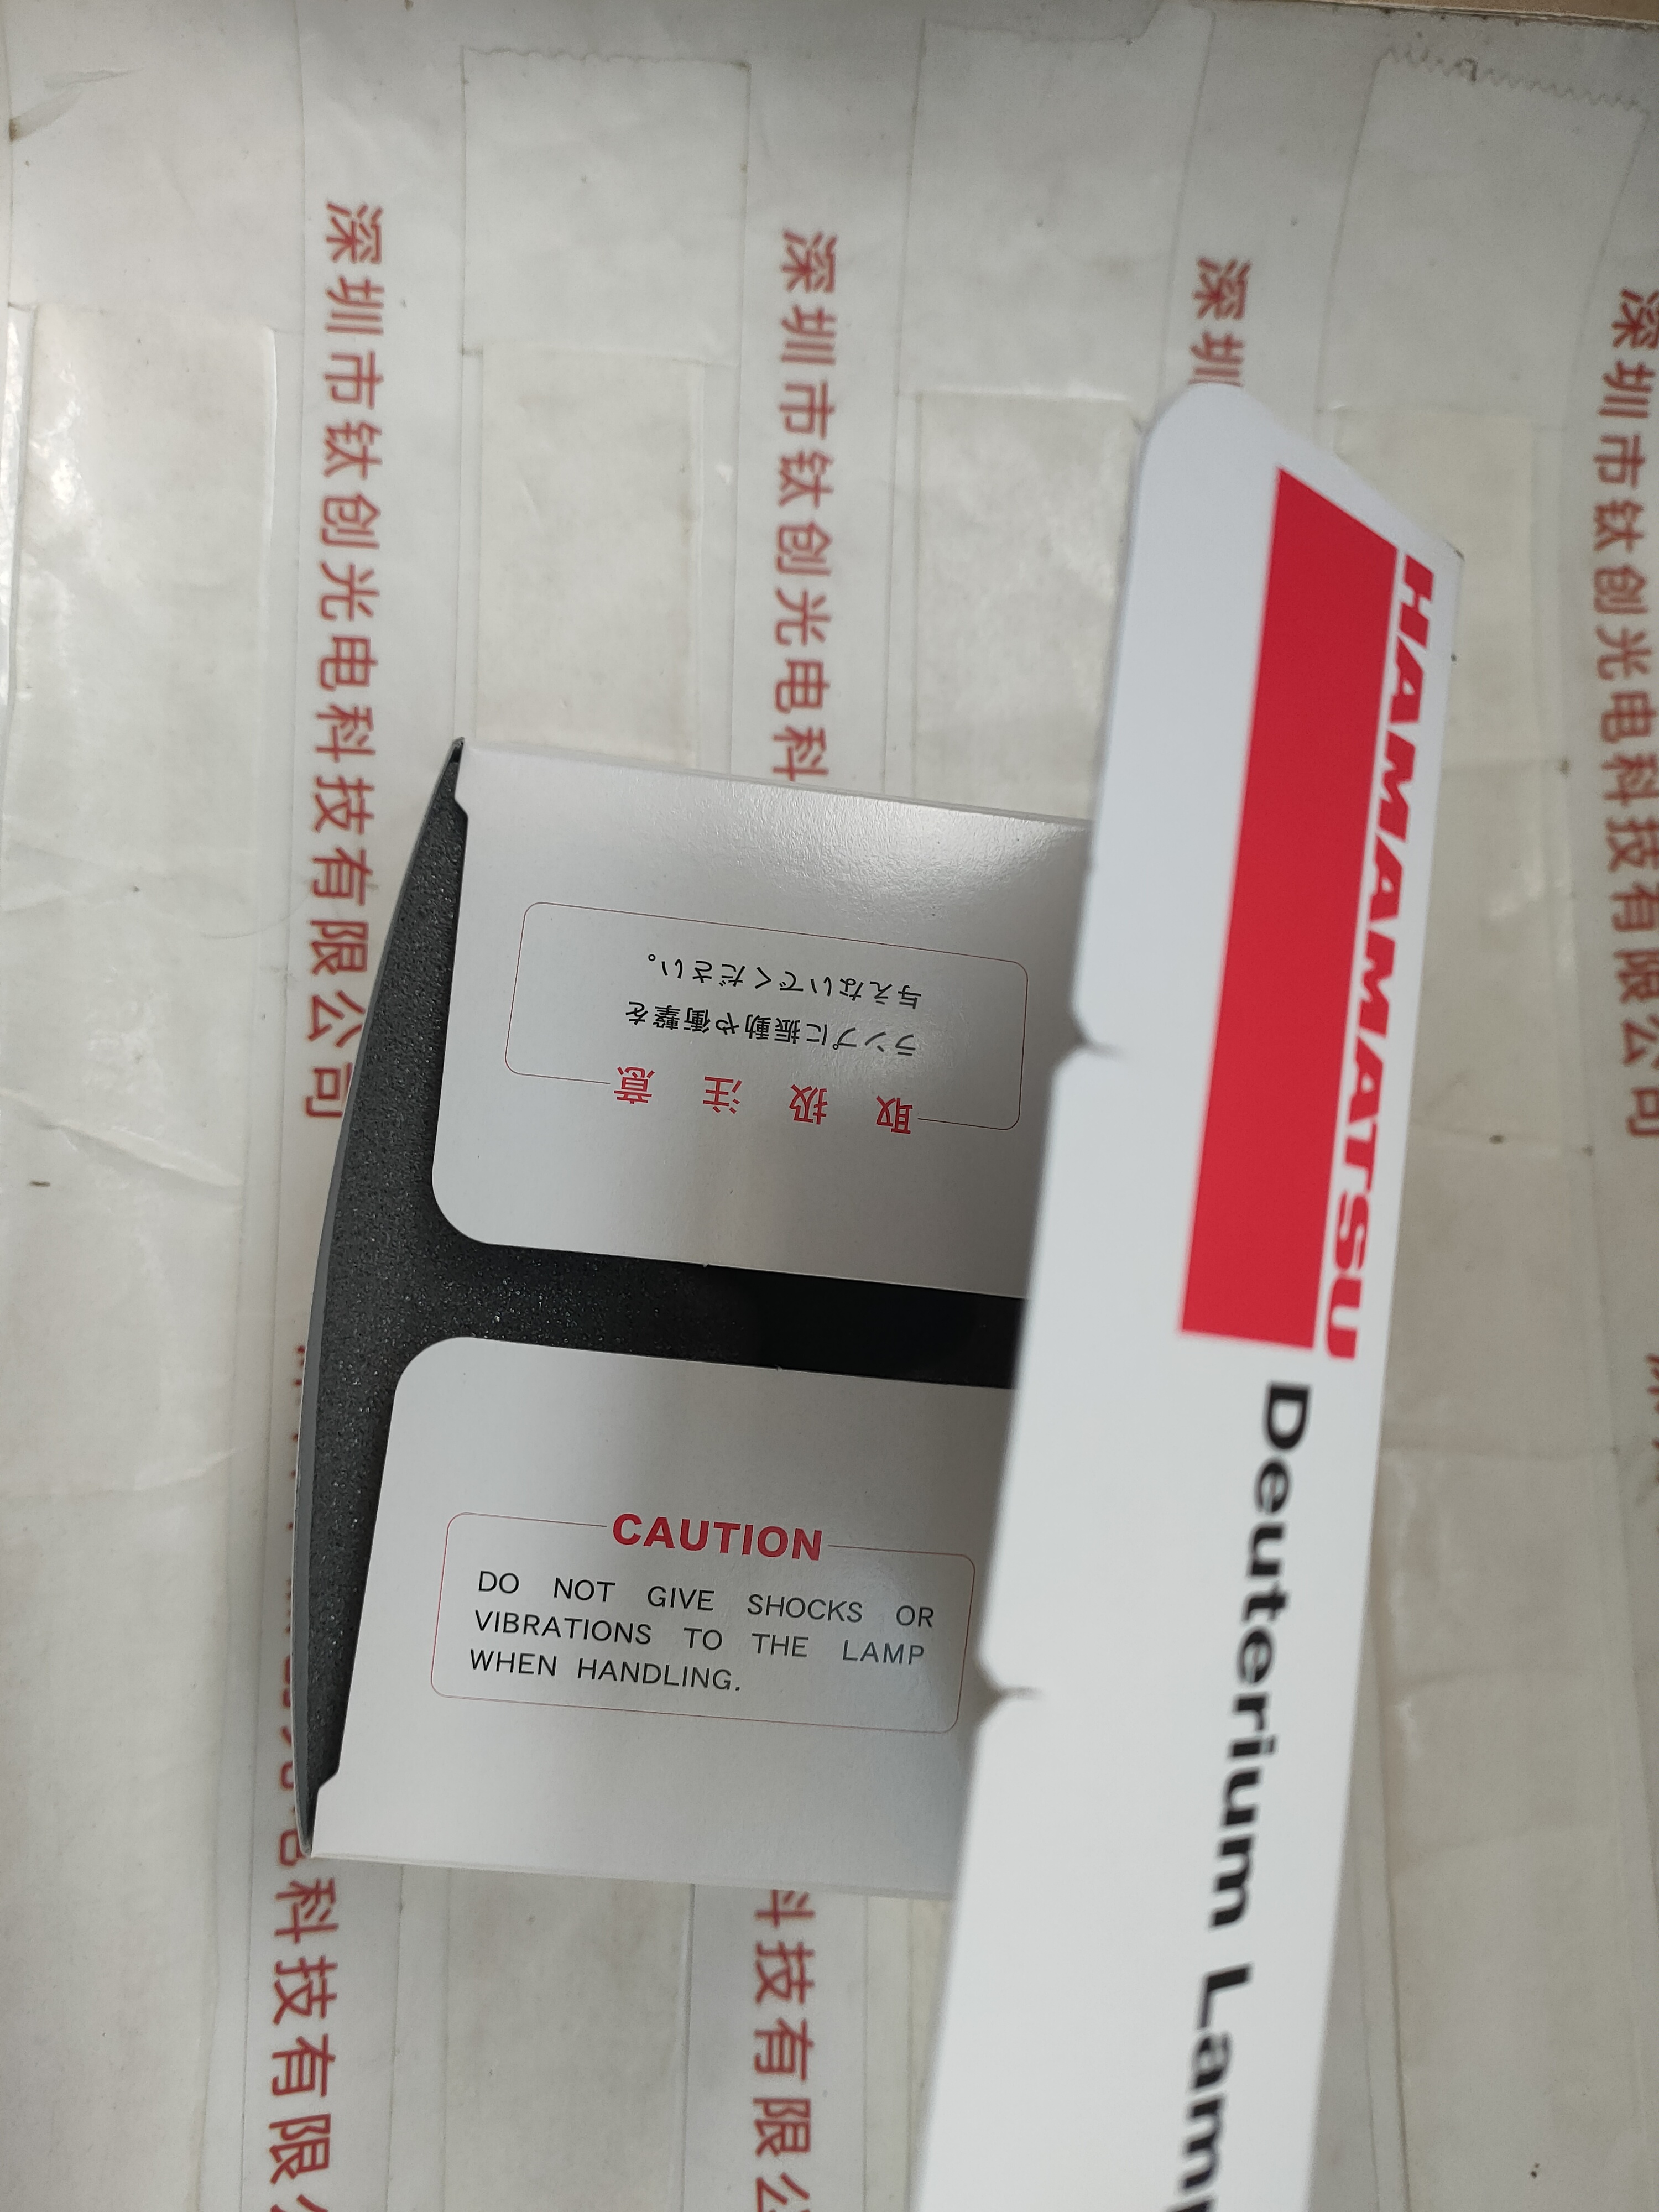 深圳市钛创光电科技有限公司
深圳市钛创光电科
深圳
深圳市钛创光电科技有限公司
HAMAMATSU
Deuterium Lamp
取扱注意
ランプに振動や衝撃を
与えないでください。
CAUTION
DO NOT GIVE SHOCKS OR
VIBRATIONS TO THE LAMP
WHEN HANDLING.
电科技有限公
科技有限公